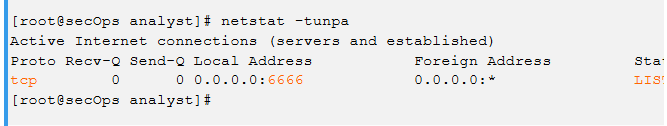 [root@secOps analyst]# netstat -tunpa
Active Internet connections (servers and established)
Proto Recv-Q Send-Q Local Address           Foreign Address         Sta
tcp        0      0 0.0.0.0:6666            0.0.0.0:*               LIS
[root@secOps analyst]#